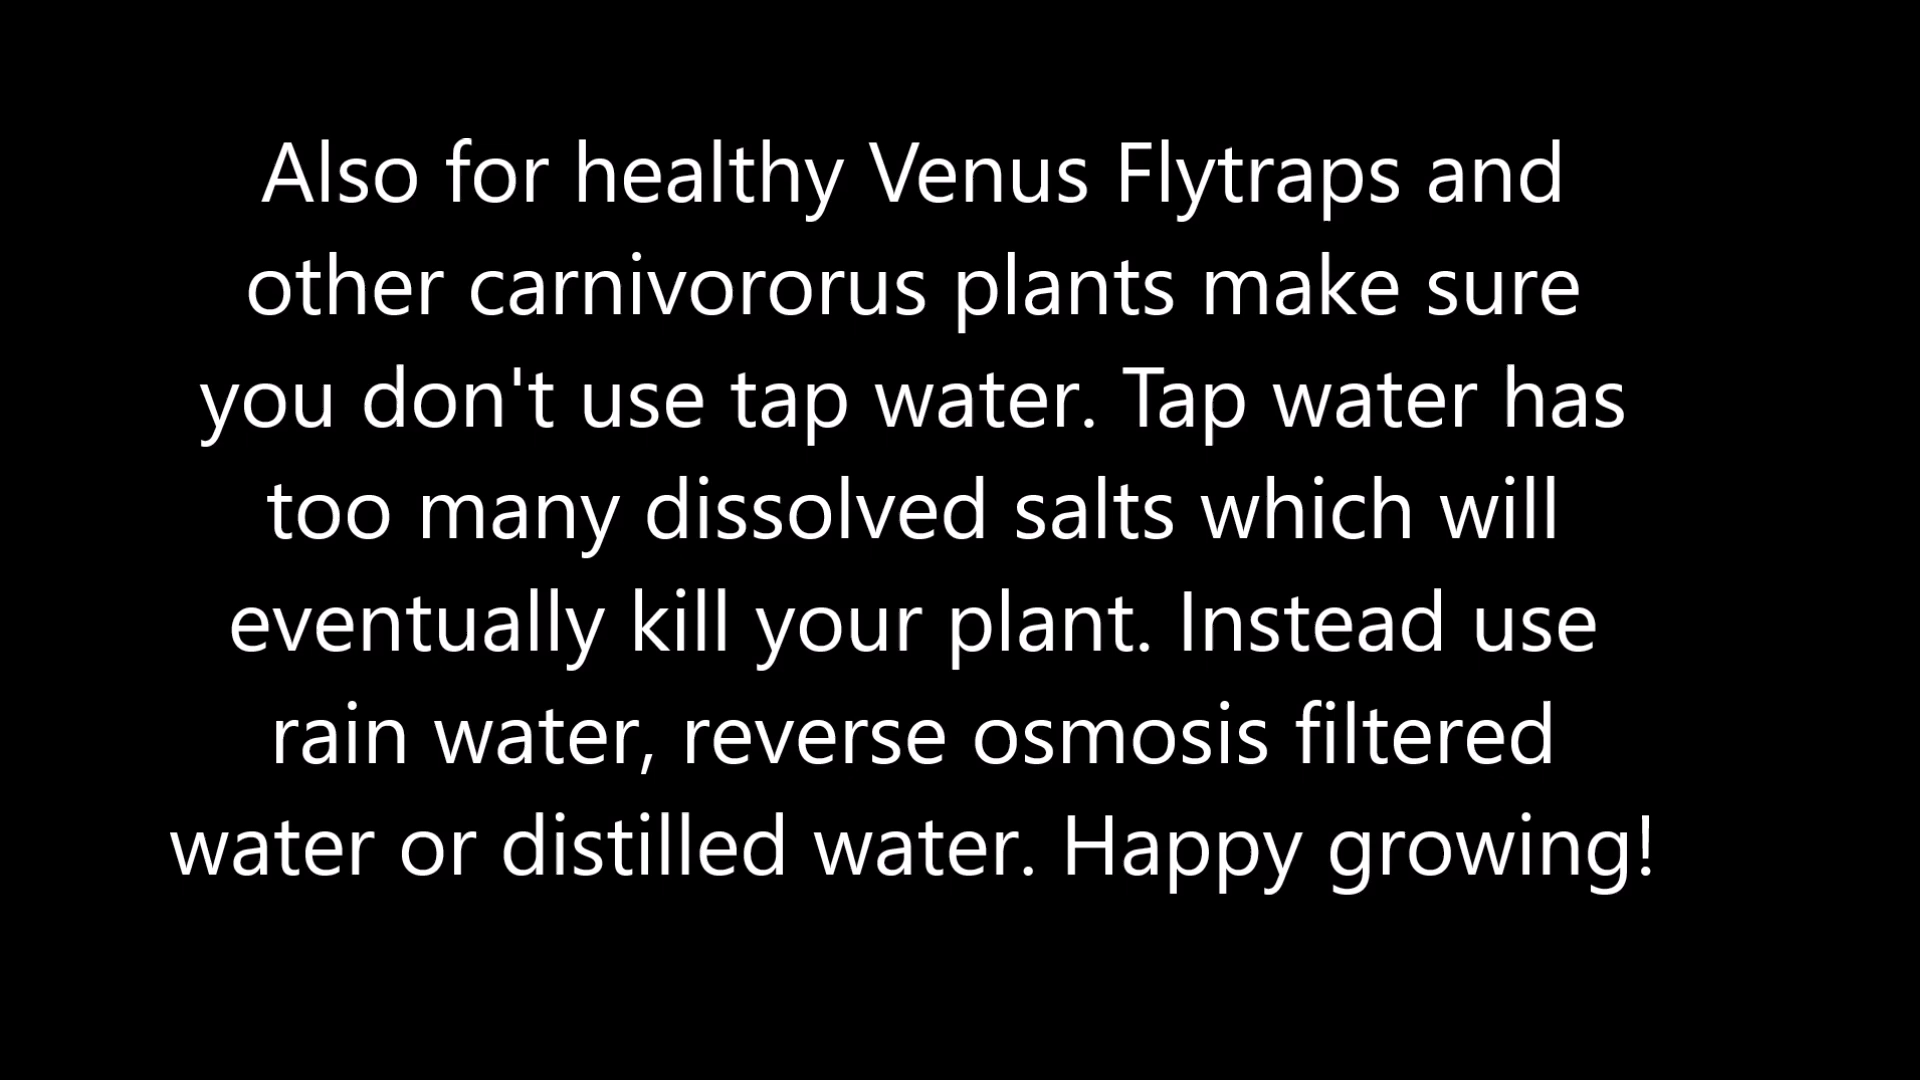 Also for healthy Venus Flytraps and
other carnivororus plants make sure
you don't use tap water. Tap water has
too many dissolved salts which will
eventually kill your plant. Instead use
rain water, reverse osmosis filtered
water or distilled water. Happy growing!